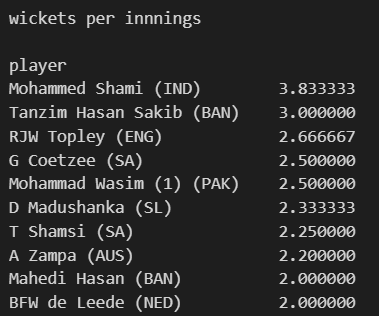 wickets per innnings
player
Mohammed Shami (IND) 3.833333
Tanzim Hasan Sakib (BAN) 3.000000
RJW Topley (ENG) 2.666667
G Coetzee (SA) 2.500000
Mohammad Wasim (1) (PAK) 2.500000
D Madushanka (SL) 2.333333
T Shamsi (SA) 2.250000
A Zampa (AUS) 2.200000
Mahedi Hasan (BAN) 2.000000
BFW de Leede (NED) 2.000000